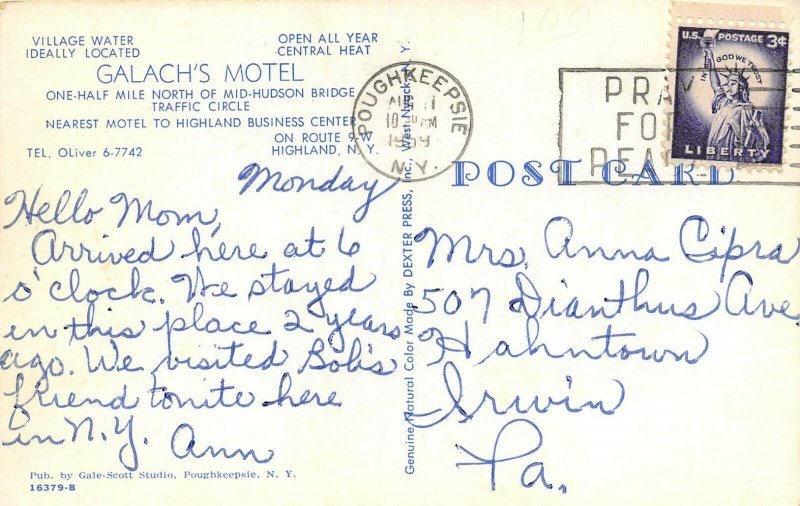 VILLAGE WATER
IDEALLY LOCATED
OPEN ALL YEAR
CENTRAL HEAT
GALACH'S MOTEL
ONE-HALF MILE NORTH OF MID-HUDSON BRIDGE
TRAFFIC CIRCLE
NEAREST MOTEL TO HIGHLAND BUSINESS CENTER
ON ROUTE 9-W
TEL. OLiver 6-7742
HIGHLAND, N. Y.
Monday
Hello Mom,
Arrived here at 6
o'clock. We stayed
in this place 2 years
ago. We visited Bob's
friend tonite here
in N.Y. Ann
Pub. by Gale-Scott Studio, Poughkeepsie, N. Y.
16379-B
Genuine Natural Color Made By DEXTER PRESS, Inc., West Nyack, N. Y.
100
POUGHKEEPSIE
1959
N.Y.
PRAY
FOR
PEACE
U.S. POSTAGE 3¢
IN GOD WE TRUST
LIBERTY
POST CARD
Mrs. Anna Cipra
507 Dianthus Ave
Hahntown
Irwin
Pa.